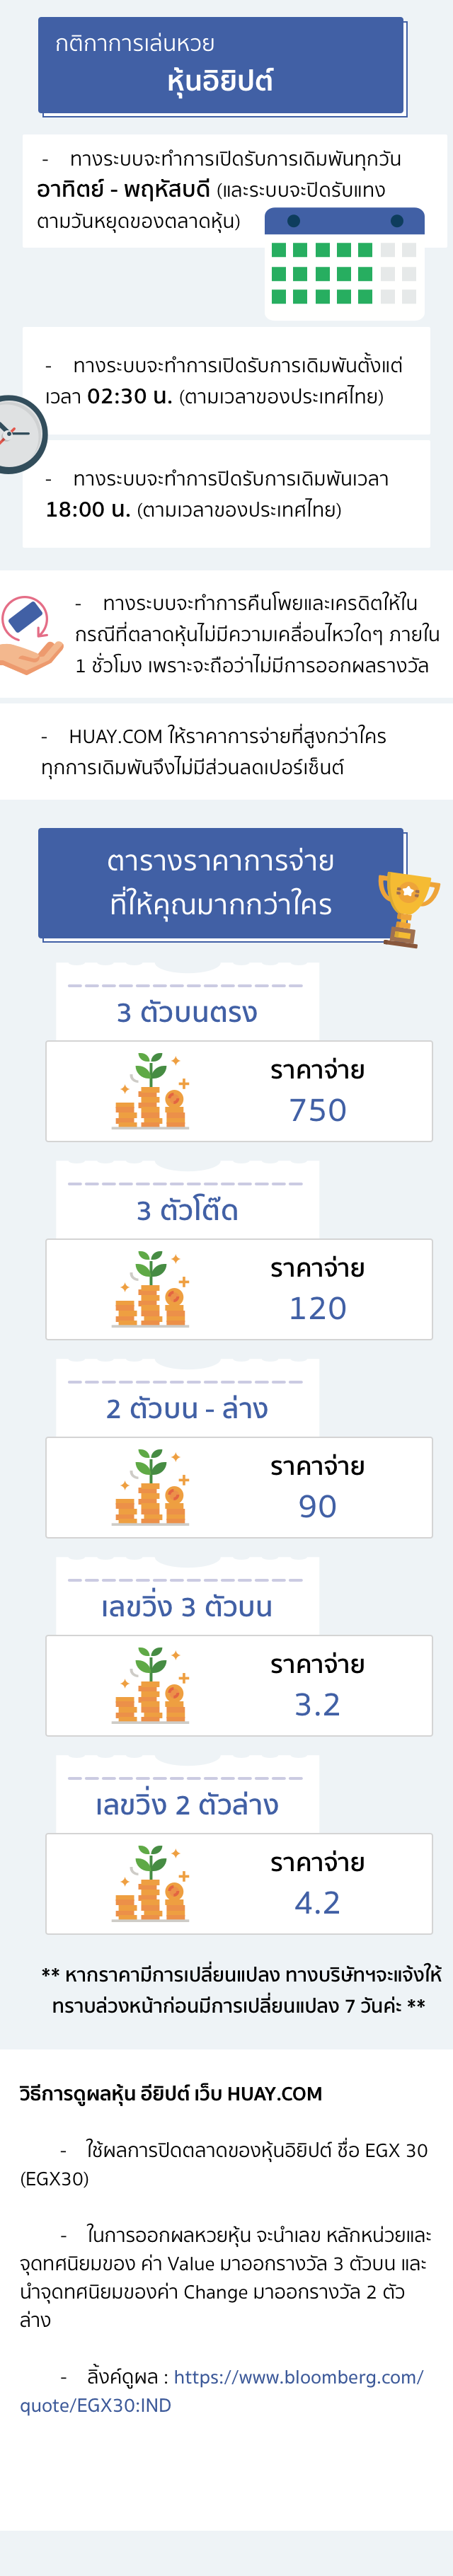 กติกาการเล่นหวย
หุ้นอิยิปต์
- ทางระบบจะทำการเปิดรับการเดิมพันทุกวัน
อาทิตย์ - พฤหัสบดี (และระบบจะปิดรับแทง
ตามวันหยุดของตลาดหุ้น)
- ทางระบบจะทำการเปิดรับการเดิมพันตั้งแต่
เวลา 02:30 น. (ตามเวลาของประเทศไทย)
- ทางระบบจะทำการปิดรับการเดิมพันเวลา
18:00 น. (ตามเวลาของประเทศไทย)
- ทางระบบจะทำการคืนโพยและเครดิตให้ใน
กรณีที่ตลาดหุ้นไม่มีความเคลื่อนไหวใดๆ ภายใน
1 ชั่วโมง เพราะจะถือว่าไม่มีการออกผลรางวัล
- HUAY.COM ให้ราคาการจ่ายที่สูงกว่าใคร
ทุกการเดิมพันจึงไม่มีส่วนลดเปอร์เซ็นต์
ตารางราคาการจ่าย
ที่ให้คุณมากกว่าใคร
3 ตัวบนตรง
ราคาจ่าย
750
3 ตัวโต๊ด
ราคาจ่าย
120
2 ตัวบน - ล่าง
ราคาจ่าย
90
เลขวิ่ง 3 ตัวบน
ราคาจ่าย
3.2
เลขวิ่ง 2 ตัวล่าง
ราคาจ่าย
4.2
** หากราคามีการเปลี่ยนแปลง ทางบริษัทฯจะแจ้งให้
ทราบล่วงหน้าก่อนมีการเปลี่ยนแปลง 7 วันค่ะ **
วิธีการดูผลหุ้น อียิปต์ เว็บ HUAY.COM
- ใช้ผลการปิดตลาดของหุ้นอิยิปต์ ชื่อ EGX 30
(EGX30)
- ในการออกผลหวยหุ้น จะนำเลข หลักหน่วยและ
จุดทศนิยมของ ค่า Value มาออกรางวัล 3 ตัวบน และ
นำจุดทศนิยมของค่า Change มาออกรางวัล 2 ตัว
ล่าง
- ลิ้งค์ดูผล : https://www.bloomberg.com/
quote/EGX30:IND